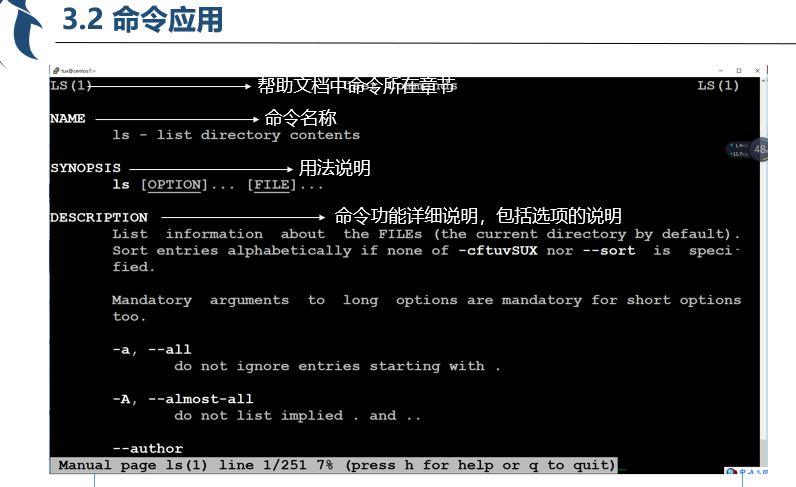 3.2 命令应用
tux@centos7:~
LS(1) 帮助文档中命令所在章节 LS(1)
NAME 命令名称
ls - list directory contents
SYNOPSIS 用法说明
ls [OPTION]... [FILE]...
DESCRIPTION 命令功能详细说明，包括选项的说明
List information about the FILEs (the current directory by default).
Sort entries alphabetically if none of -cftuvSUX nor --sort is speci-
fied.
Mandatory arguments to long options are mandatory for short options
too.
-a, --all
do not ignore entries starting with .
-A, --almost-all
do not list implied . and ..
--author
Manual page ls(1) line 1/251 7% (press h for help or q to quit)